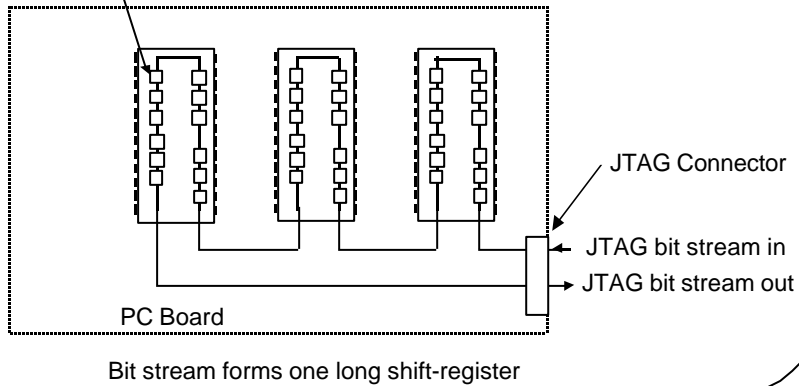 JTAG Connector
JTAG bit stream in
JTAG bit stream out
PC Board
Bit stream forms one long shift-register